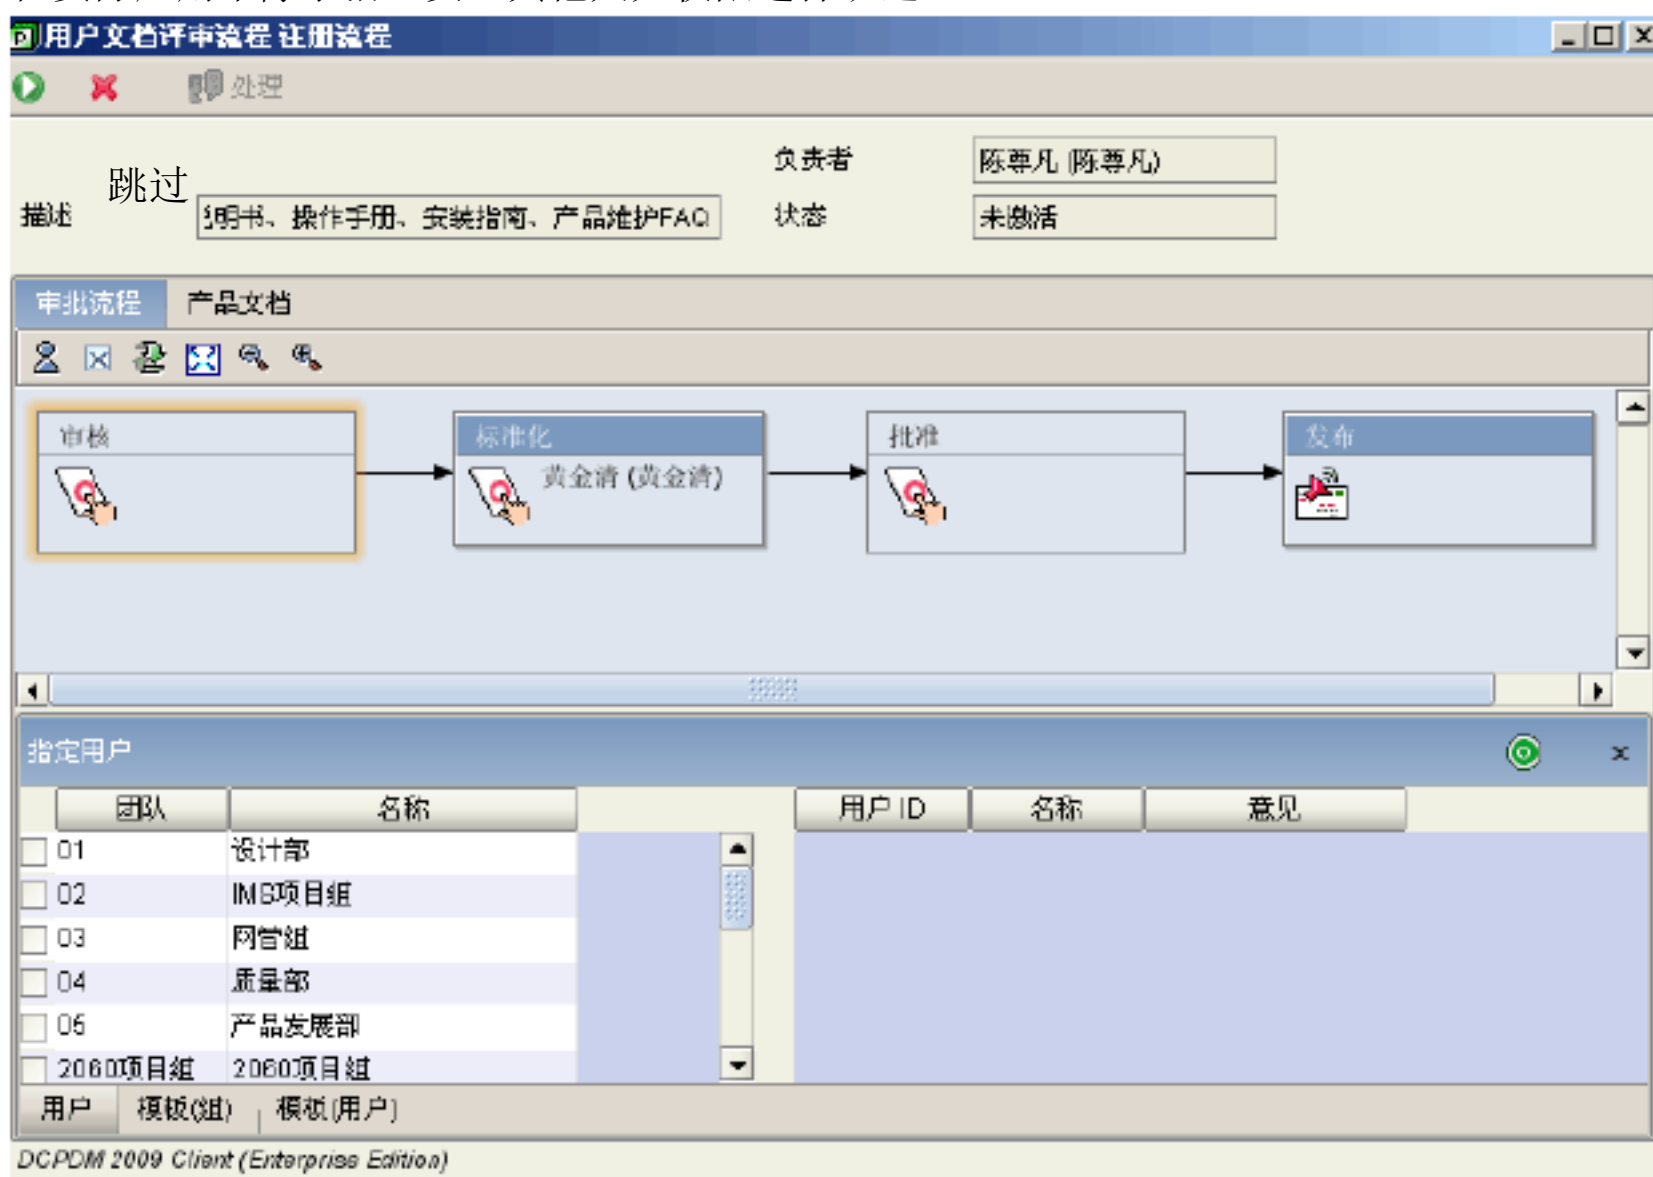 用户文档评审流程 注册流程
处理
负责者 陈尊凡 (陈尊凡)
跳过
描述 明书、操作手册、安装指南、产品维护FAQ 状态 未激活
审批流程 产品文档
审核 标准化 批准 发布
黄金清 (黄金清)
指定用户
团队 名称 用户 ID 名称 意见
01 设计部
02 IMS项目组
03 网管组
04 质量部
05 产品发展部
2060项目组 2060项目组
用户 模板(组) 模板(用户)
DCPDM 2009 Client (Enterprise Edition)